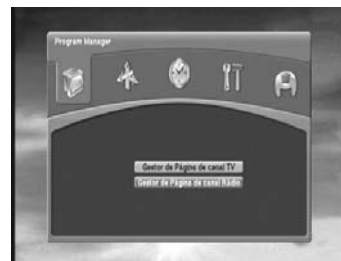 Program Manager
Gestor de Página de canal TV
Gestor de Página de canal Rádio